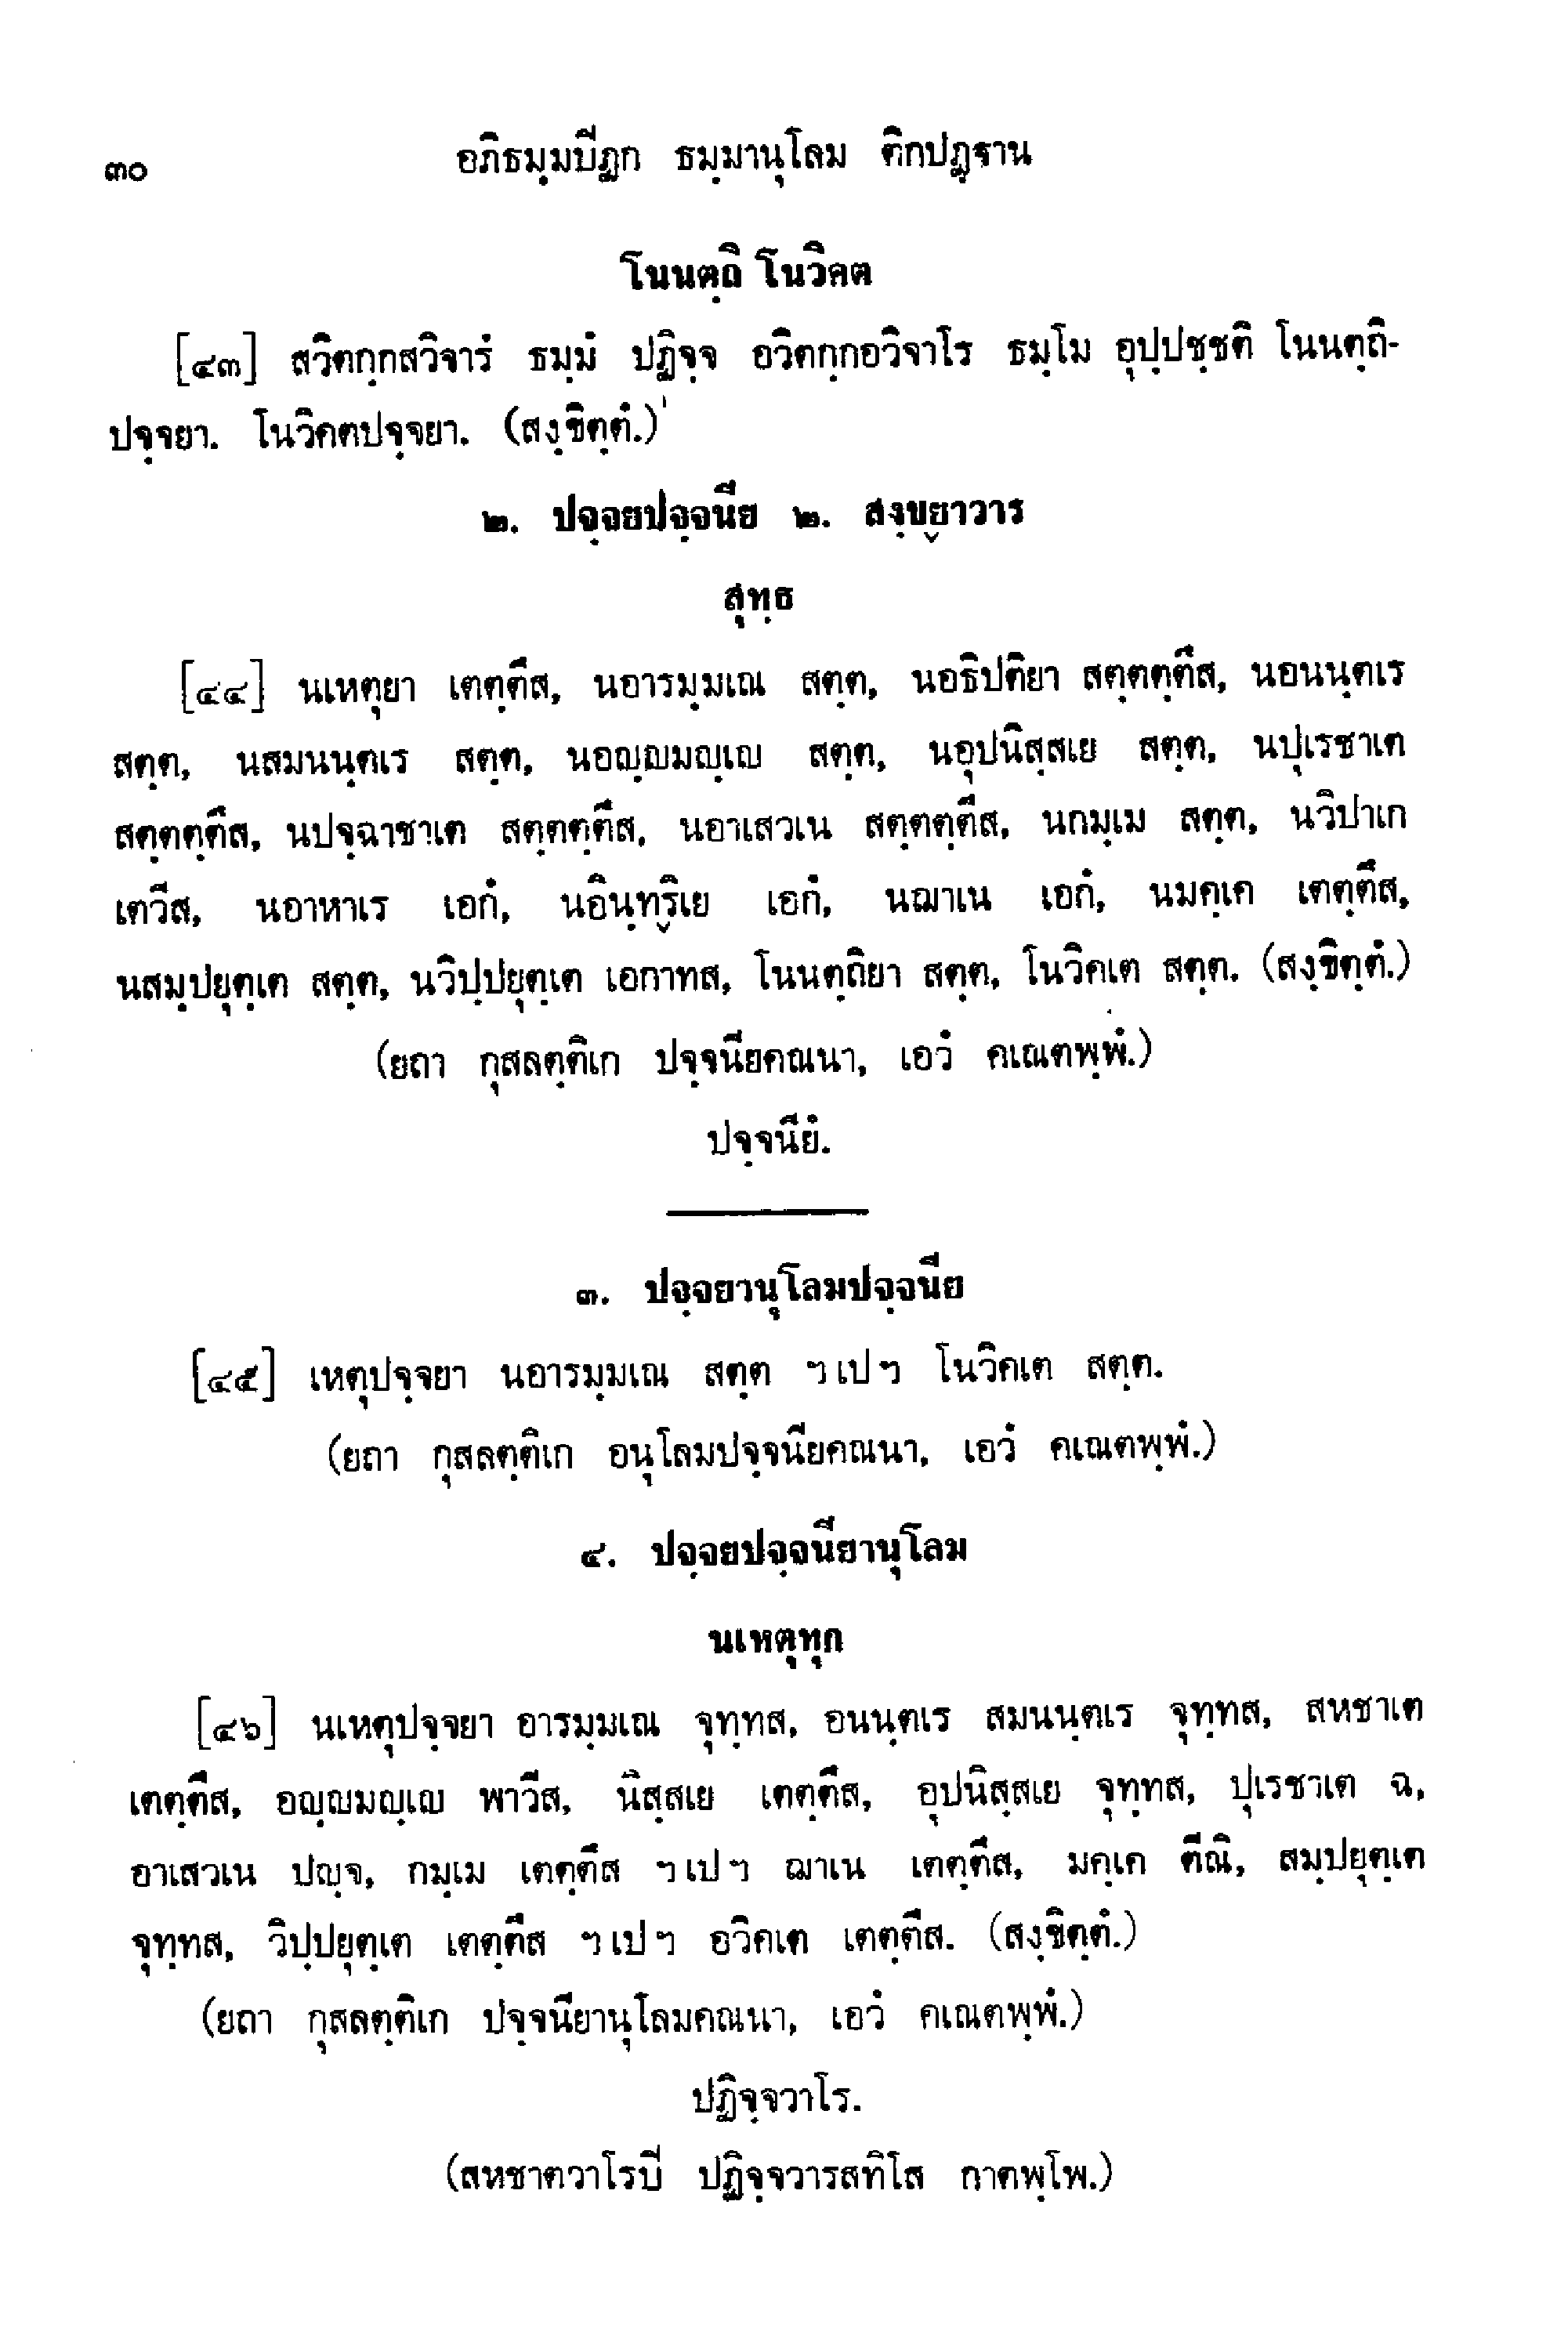 ๓๐ อภิธมฺมปิฏก ธมฺมานุโลม ติกปฏฺฐาน
โนนตฺถิ โนวิคต
[๔๓] สวิตกฺกสวิจารํ ธมฺมํ ปฏิจฺจ อวิตกฺกอวิจาโร ธมฺโม อุปฺปชฺชติ โนนตฺถิ-
ปจฺจยา. โนวิคตปจฺจยา. (สงฺขิตฺตํ.)
๒. ปจฺจยปจฺจนีย ๒. สงฺขฺยาวาร
สุทฺธ
[๔๔] นเหตุยา เตตฺตึส, นอารมฺมเณ สตฺต, นอธิปติยา สตฺตตฺตึส, นอนนฺตเร
สตฺต, นสมนนฺตเร สตฺต, นอญฺญมญฺเญ สตฺต, นอุปนิสฺสเย สตฺต, นปุเรชาเต
สตฺตตฺตึส, นปจฺฉาชาเต สตฺตตฺตึส, นอาเสวเน สตฺตตฺตึส, นกมฺเม สตฺต, นวิปาเก
เตวีส, นอาหาเร เอกํ, นอินฺทฺริเย เอกํ, นฌาเน เอกํ, นมคฺเค เตตฺตึส,
นสมฺปยุตฺเต สตฺต, นวิปฺปยุตฺเต เอกาทส, โนนตฺถิยา สตฺต, โนวิคเต สตฺต. (สงฺขิตฺตํ.)
(ยถา กุสลตฺติเก ปจฺจนียคณนา, เอวํ คเณตพฺพํ.)
ปจฺจนียํ.
๓. ปจฺจยานุโลมปจฺจนีย
[๔๕] เหตุปจฺจยา นอารมฺมเณ สตฺต ฯ เป ฯ โนวิคเต สตฺต.
(ยถา กุสลตฺติเก อนุโลมปจฺจนียคณนา, เอวํ คเณตพฺพํ.)
๔. ปจฺจยปจฺจนียานุโลม
นเหตุทุก
[๔๖] นเหตุปจฺจยา อารมฺมเณ จุทฺทส, อนนฺตเร สมนนฺตเร จุทฺทส, สหชาเต
เตตฺตึส, อญฺญมญฺเญ พาวีส, นิสฺสเย เตตฺตึส, อุปนิสฺสเย จุทฺทส, ปุเรชาเต ฉ,
อาเสวเน ปญฺจ, กมฺเม เตตฺตึส ฯ เป ฯ ฌาเน เตตฺตึส, มคฺเค ตีณิ, สมฺปยุตฺเต
จุทฺทส, วิปฺปยุตฺเต เตตฺตึส ฯ เป ฯ อวิคเต เตตฺตึส. (สงฺขิตฺตํ.)
(ยถา กุสลตฺติเก ปจฺจนียานุโลมคณนา, เอวํ คเณตพฺพํ.)
ปฏิจฺจวาโร.
(สหชาตวาโรปิ ปฏิจฺจวารสทิโส กาตพฺโพ.)